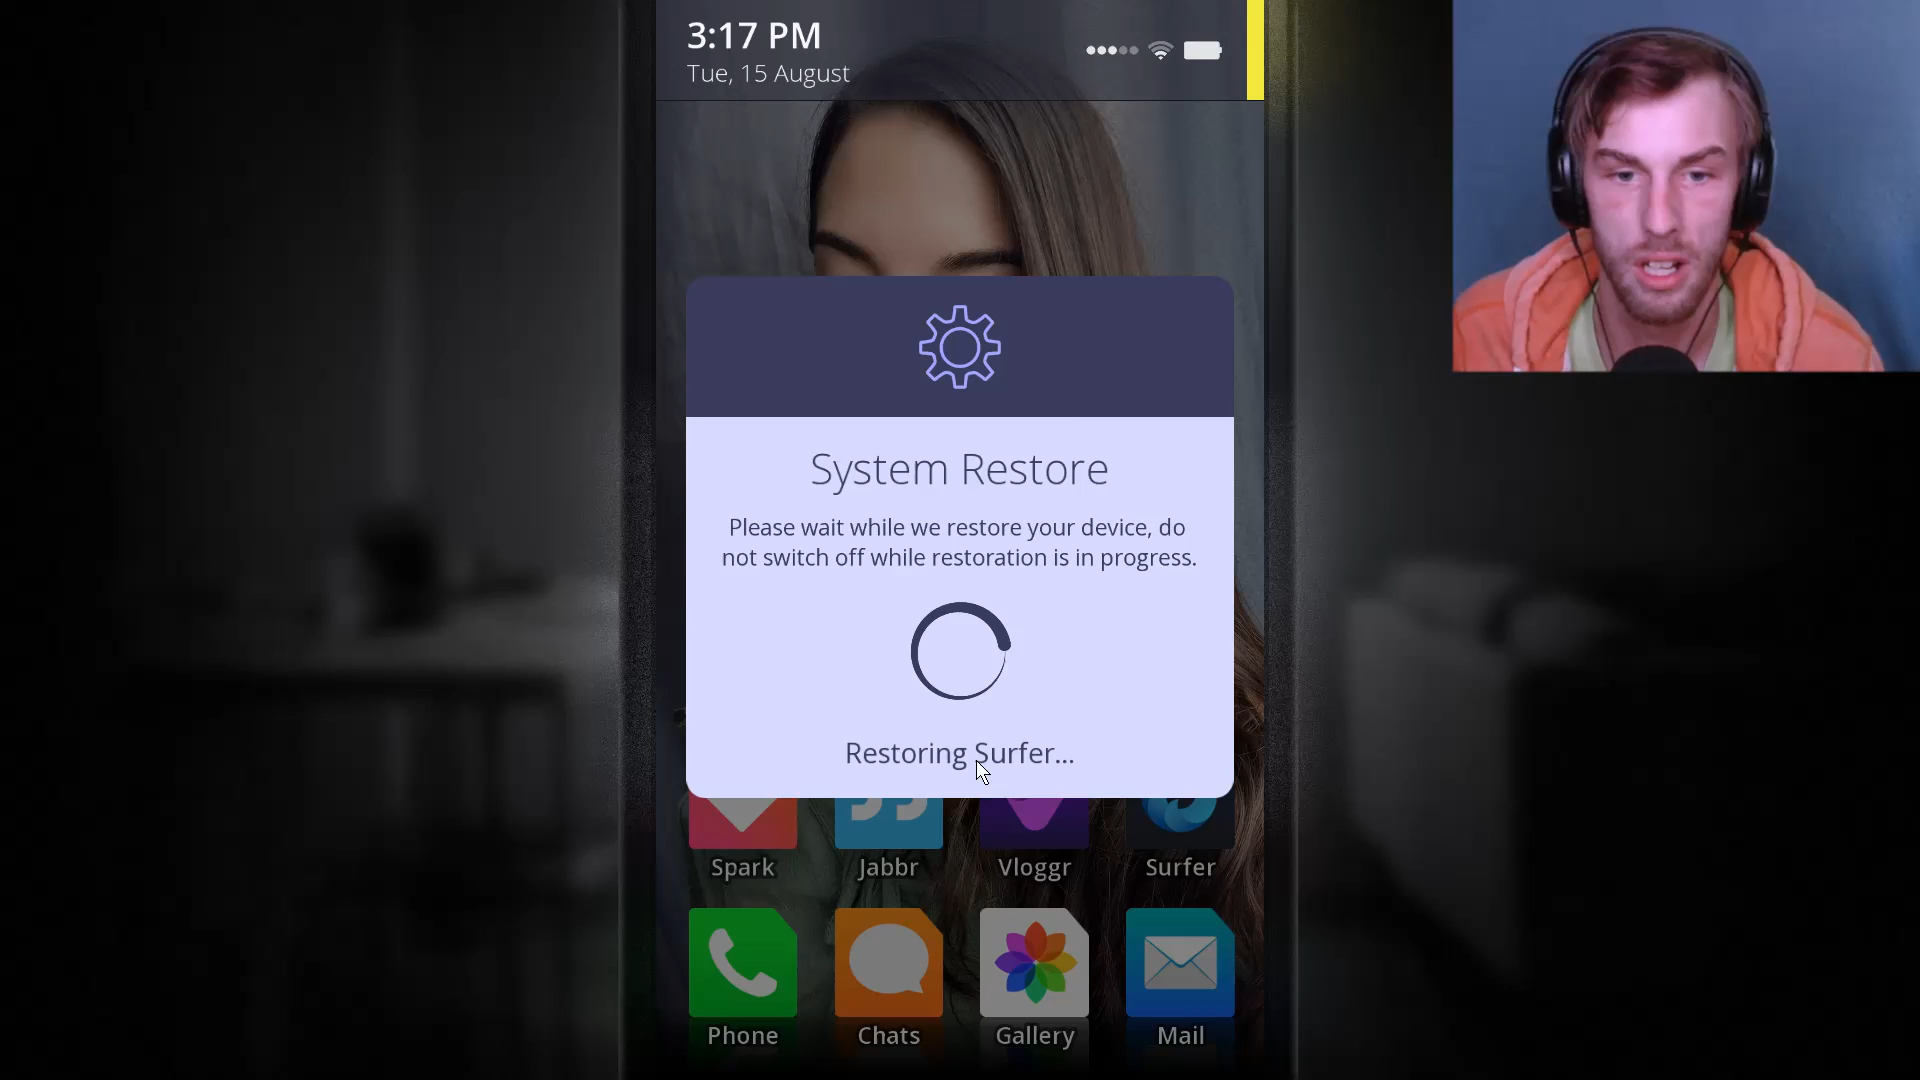 3:17 PM
Tue, 15 August
System Restore
Please wait while we restore your device, do
not switch off while restoration is in progress.
Restoring Surfer...
Spark
Jabbr
Vloggr
Surfer
Phone
Chats
Gallery
Mail